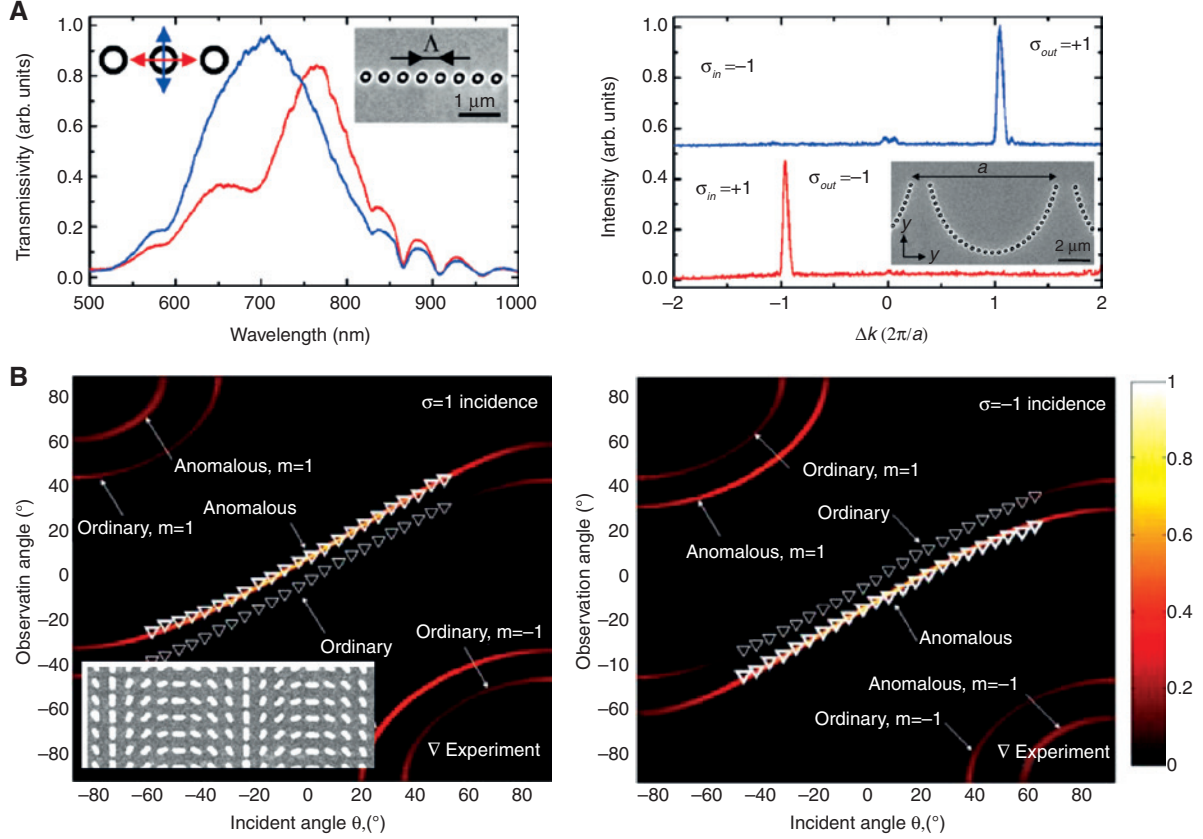 A
Transmissivity (arb. units)
1.0
0.8
0.6
0.4
0.2
0.0
500 600 700 800 900 1000
Wavelength (nm)
Λ
1 μm
Intensity (arb. units)
1.0
0.8
0.6
0.4
0.2
0.0
−2 −1 0 1 2
Δk (2π/a)
σin=−1
σout=+1
σin=+1
σout=−1
a
y
y
2 μm
B
Observatin angle (°)
80
60
40
20
0
−20
−40
−60
−80
−80 −60 −40 −20 0 20 40 60 80
Incident angle θ,(°)
σ=1 incidence
Anomalous, m=1
Anomalous
Ordinary, m=1
Ordinary
Ordinary, m=−1
∇ Experiment
Observation angle (°)
80
60
40
20
0
−20
−10
−60
−80
−80 −60 −40 −20 0 20 40 60 80
Incident angle θ,(°)
σ=−1 incidence
Ordinary, m=1
Ordinary
Anomalous, m=1
Anomalous
Anomalous, m=−1
Ordinary, m=−1
∇ Experiment
1
0.8
0.6
0.4
0.2
0